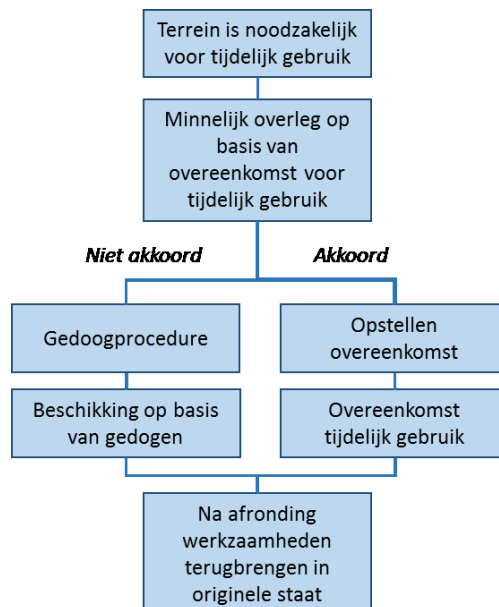 Terrein is noodzakelijk
voor tijdelijk gebruik
Minnelijk overleg op
basis van
overeenkomst voor
tijdelijk gebruik
Niet akkoord
Akkoord
Gedoogprocedure
Opstellen
overeenkomst
Beschikking op basis
van gedogen
Overeenkomst
tijdelijk gebruik
Na afronding
werkzaamheden
terugbrengen in
originele staat